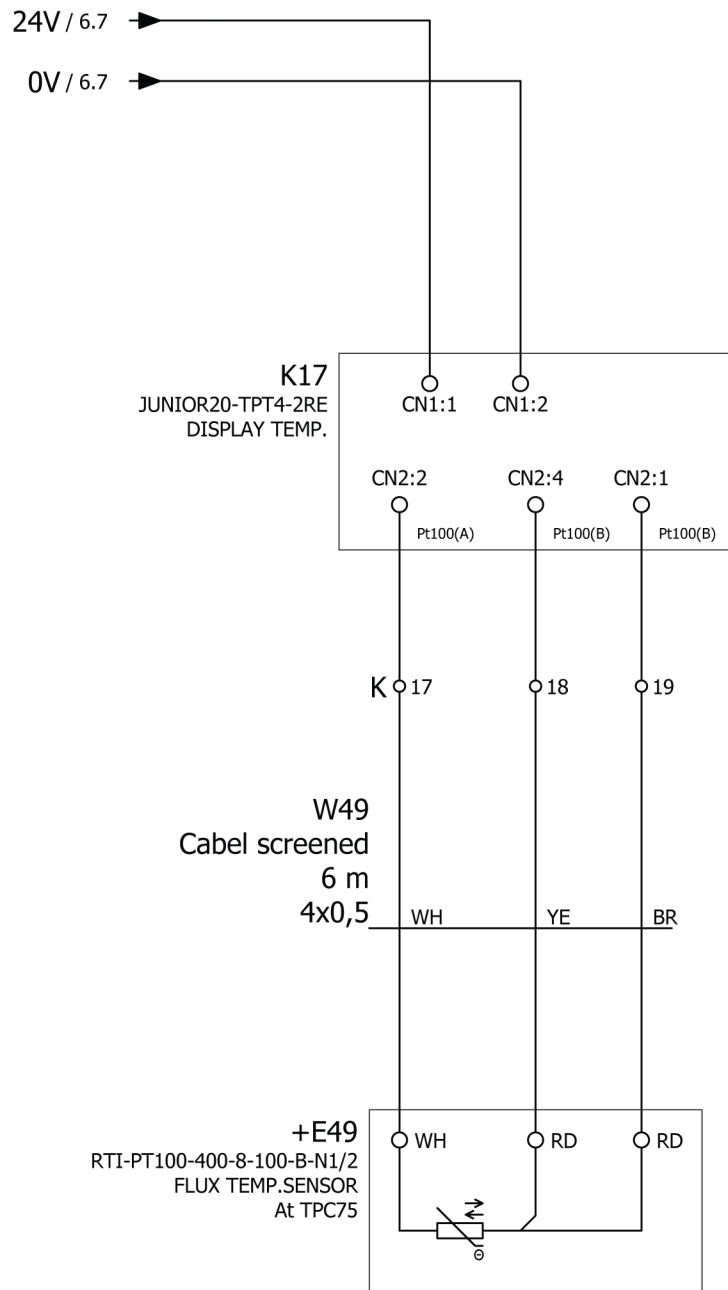 24V / 6.7
0V / 6.7
K17
JUNIOR20-TPT4-2RE
DISPLAY TEMP.
CN1:1 CN1:2
CN2:2 CN2:4 CN2:1
Pt100(A) Pt100(B) Pt100(B)
K 17 18 19
W49
Cabel screened
6 m
4x0,5
WH YE BR
+E49
RTI-PT100-400-8-100-B-N1/2
FLUX TEMP.SENSOR
At TPC75
WH RD RD
Θ